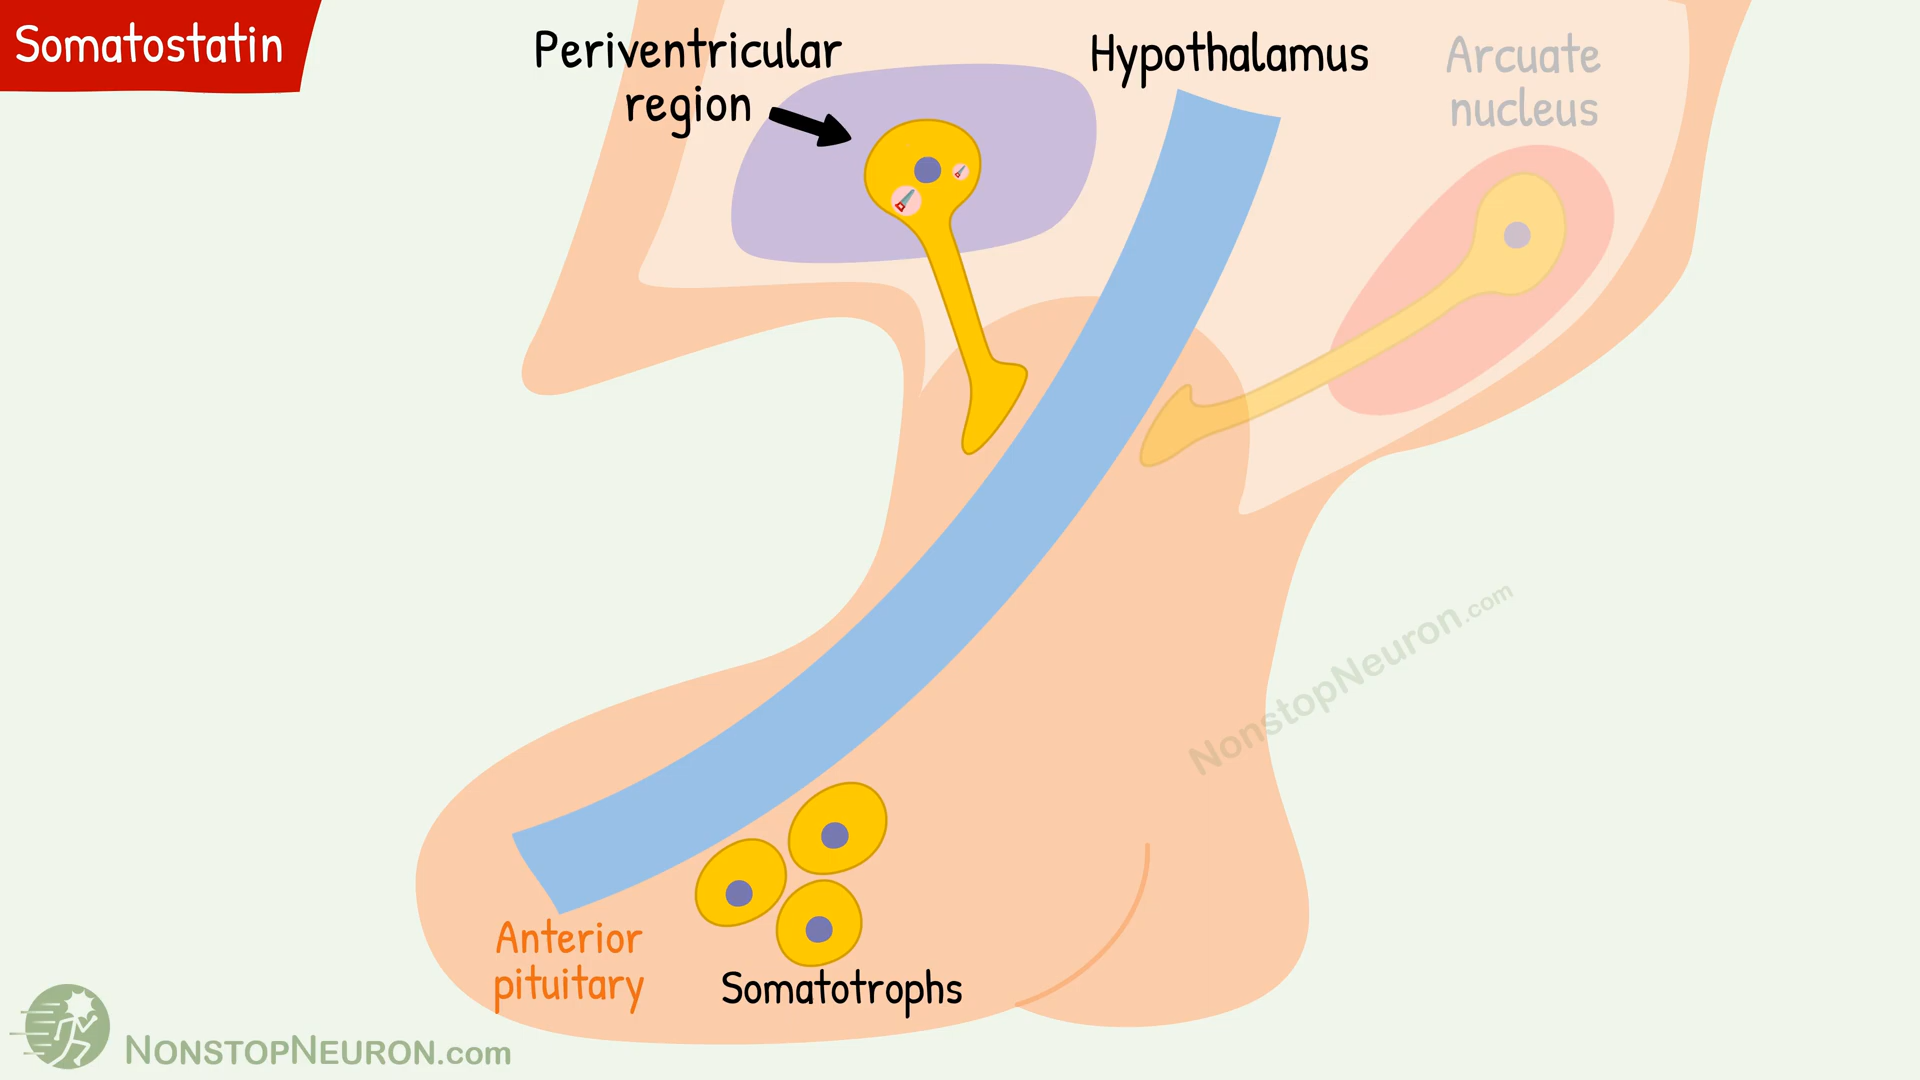 Somatostatin
Periventricular
region
Hypothalamus
Arcuate
nucleus
NonstopNeuron.com
Anterior
pituitary
Somatotrophs
NONSTOPNEURON.com